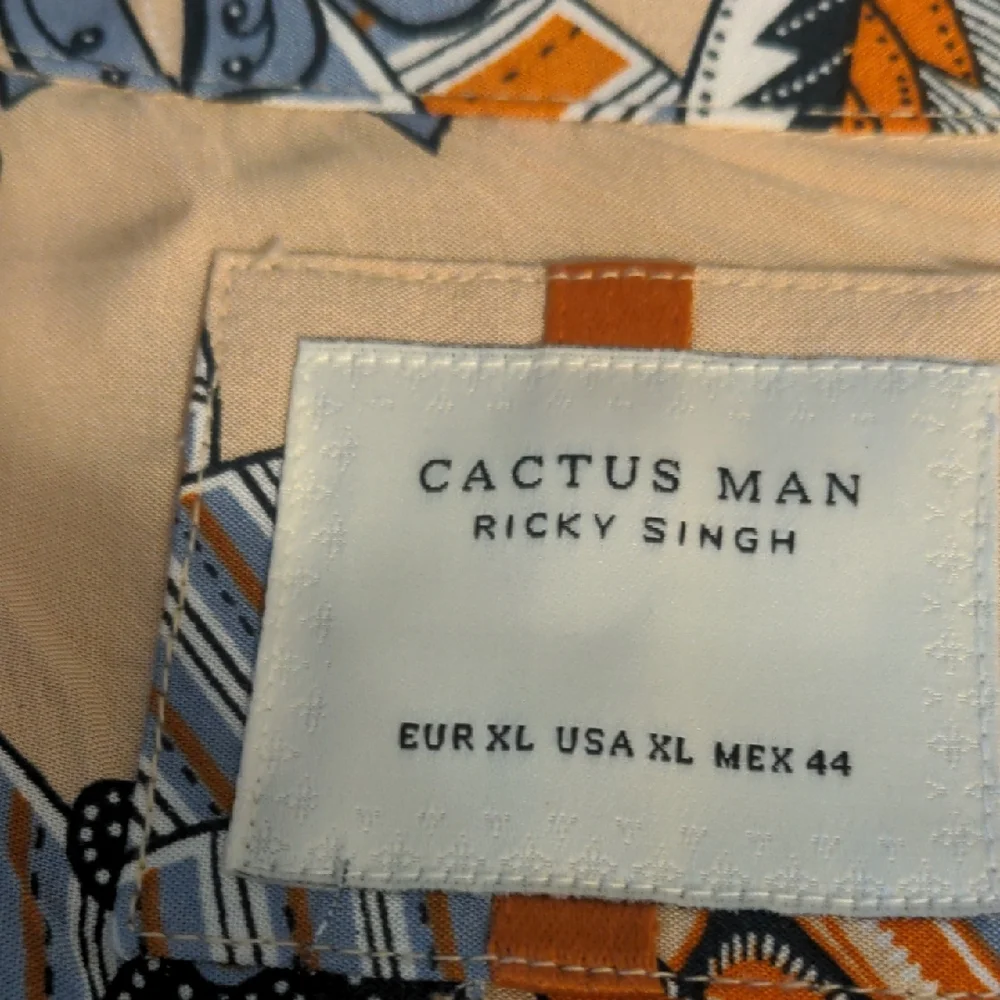 CACTUS MAN
RICKY SINGH
EUR XL USA XL MEX 44